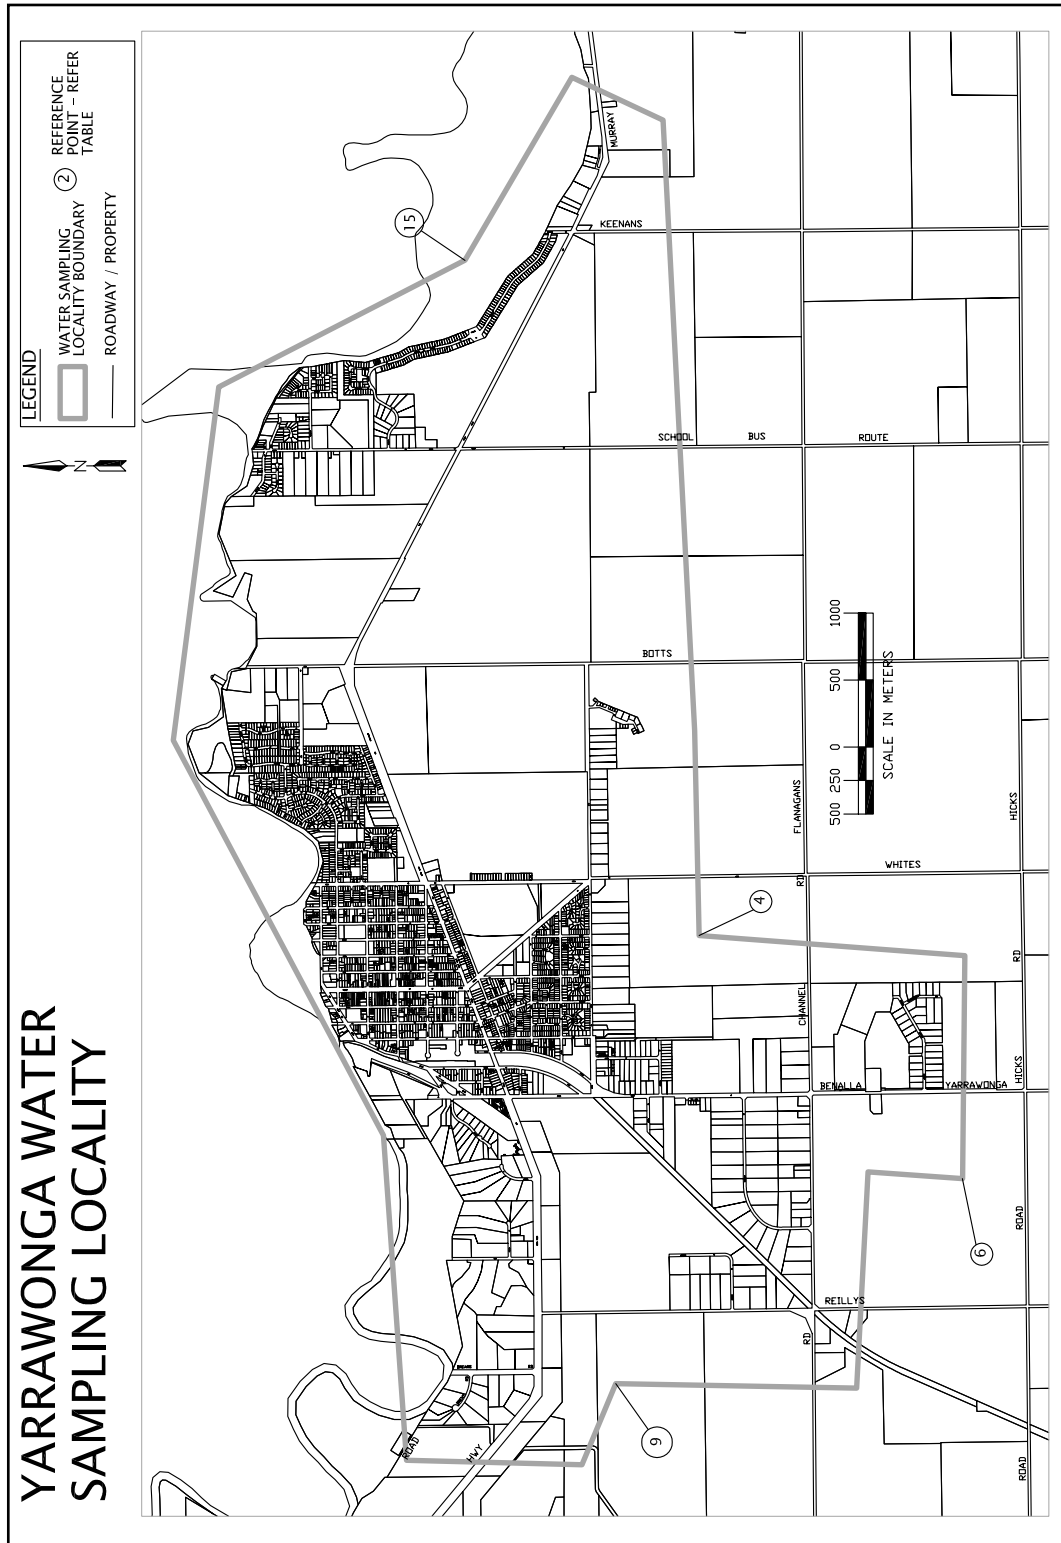 YARRAWONGA WATER
SAMPLING LOCALITY
LEGEND
WATER SAMPLING
LOCALITY BOUNDARY
ROADWAY / PROPERTY
2
REFERENCE
POINT - REFER
TABLE
N
15
MURRAY
KEENANS
SCHOOL
BUS
ROUTE
BOTTS
500 250 0 500 1000
SCALE IN METERS
FLANAGANS
RD
WHITES
HICKS
RD
4
CHANNEL
BENALLA
YARRAWONGA
HICKS
6
ROAD
REILLYS
RD
9
ROAD
HWY
ROAD